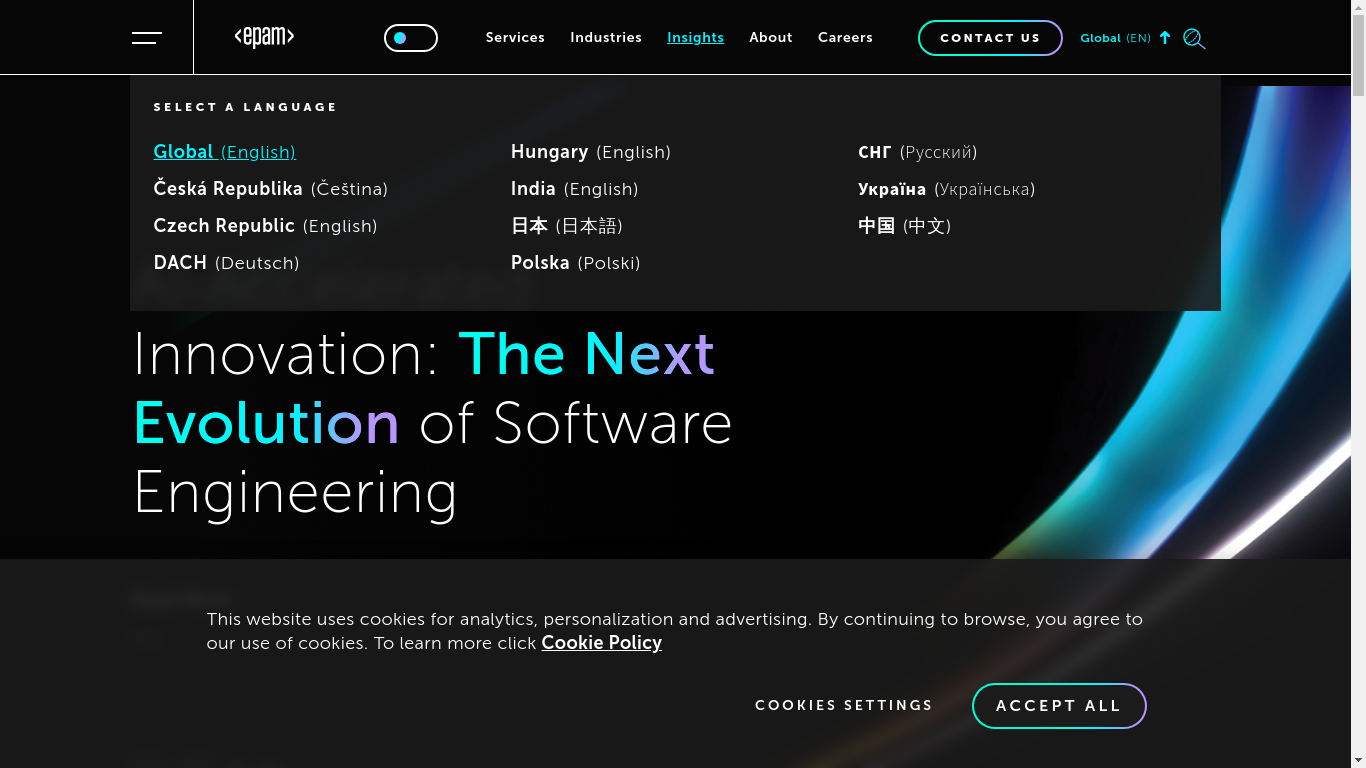 <epam>
Services
Industries
Insights
About
Careers
CONTACT US
Global (EN)
SELECT A LANGUAGE
Global (English)
Česká Republika (Čeština)
Czech Republic (English)
DACH (Deutsch)
Hungary (English)
India (English)
日本 (日本語)
Polska (Polski)
СНГ (Русский)
Україна (Українська)
中国 (中文)
Innovation: The Next
Evolution of Software
Engineering
This website uses cookies for analytics, personalization and advertising. By continuing to browse, you agree to
our use of cookies. To learn more click Cookie Policy
COOKIES SETTINGS
ACCEPT ALL